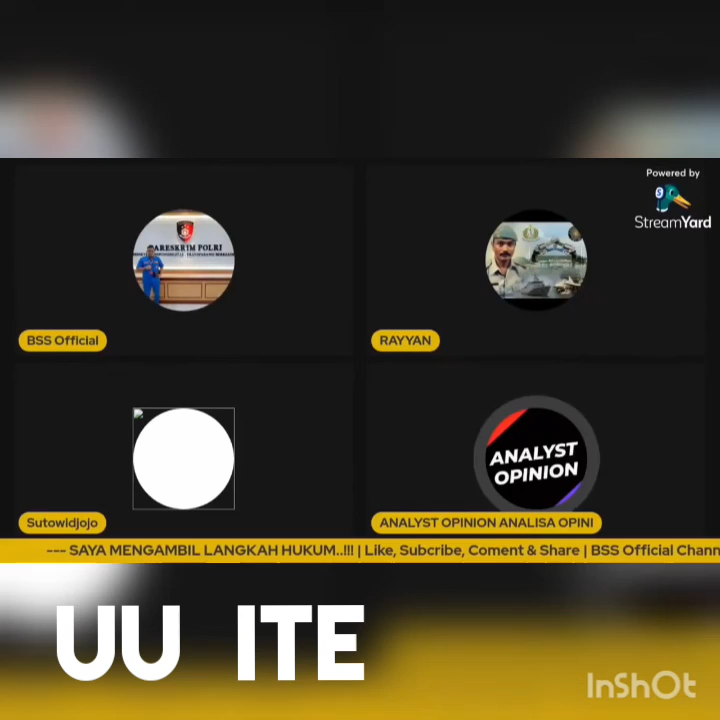 Powered by
StreamYard
BARESKRIM POLRI
BSS Official
RAYYAN
ANALYST
OPINION
Sutowidjojo
ANALYST OPINION ANALISA OPINI
--- SAYA MENGAMBIL LANGKAH HUKUM..!!! | Like, Subcribe, Coment & Share | BSS Official Chann
UU ITE
InShOt